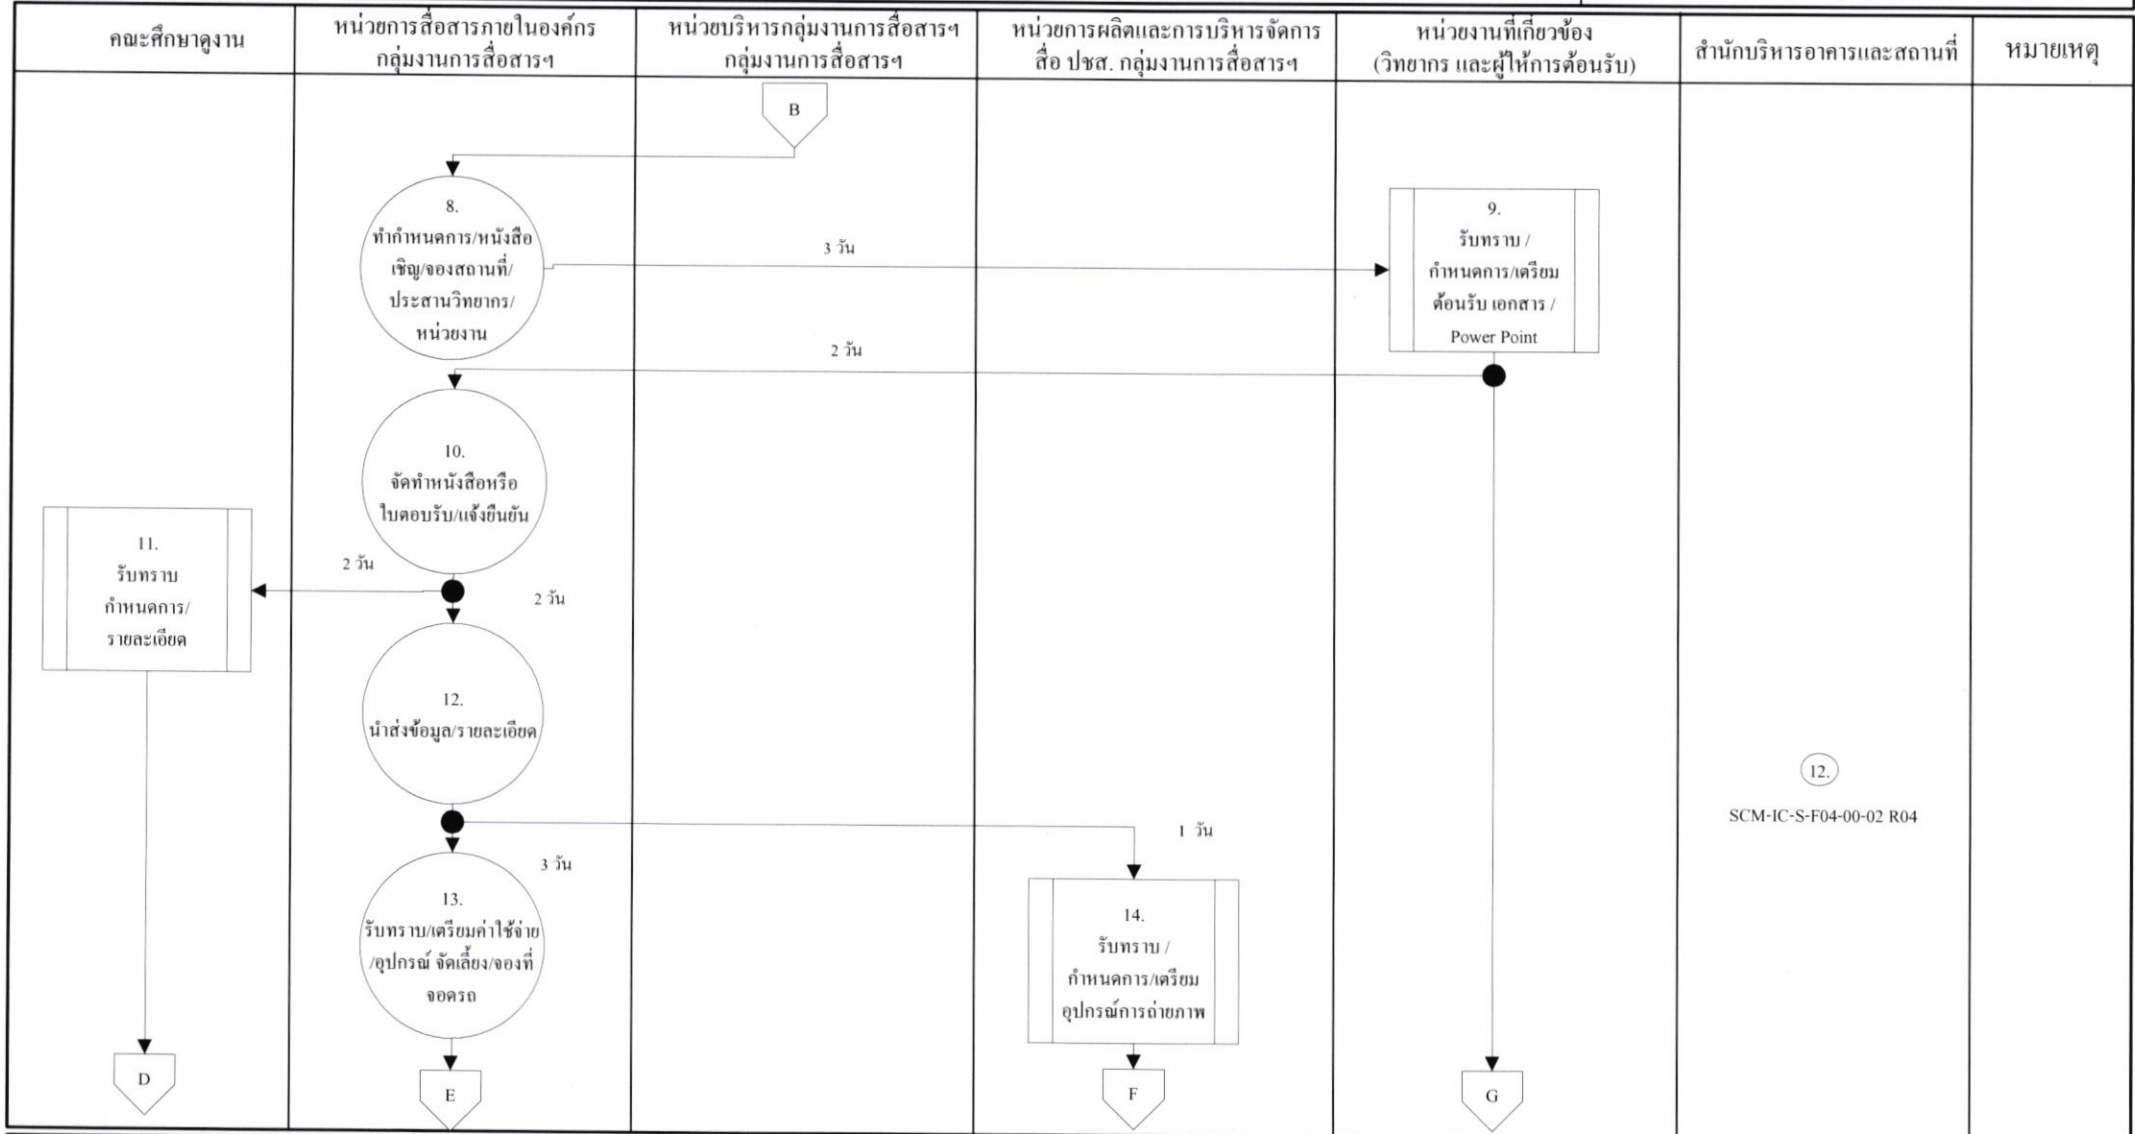 คณะศึกษาดูงาน
หน่วยการสื่อสารภายในองค์กร
กลุ่มงานการสื่อสารฯ
หน่วยบริหารกลุ่มงานการสื่อสารฯ
กลุ่มงานการสื่อสารฯ
หน่วยการผลิตและการบริหารจัดการ
สื่อ ปชส. กลุ่มงานการสื่อสารฯ
หน่วยงานที่เกี่ยวข้อง
(วิทยากร และผู้ให้การต้อนรับ)
สำนักบริหารอาคารและสถานที่
หมายเหตุ
B
8.
ทำกำหนดการ/หนังสือ
เชิญ/จองสถานที่/
ประสานวิทยากร/
หน่วยงาน
3 วัน
9.
รับทราบ /
กำหนดการ/เตรียม
ต้อนรับ เอกสาร /
Power Point
2 วัน
10.
จัดทำหนังสือหรือ
ใบตอบรับ/แจ้งยืนยัน
2 วัน
2 วัน
11.
รับทราบ
กำหนดการ/
รายละเอียด
12.
นำส่งข้อมูล/รายละเอียด
12.
SCM-IC-S-F04-00-02 R04
1 วัน
3 วัน
13.
รับทราบ/เตรียมค่าใช้จ่าย
/อุปกรณ์ จัดเลี้ยง/จองที่
จอดรถ
14.
รับทราบ /
กำหนดการ/เตรียม
อุปกรณ์การถ่ายภาพ
D
E
F
G